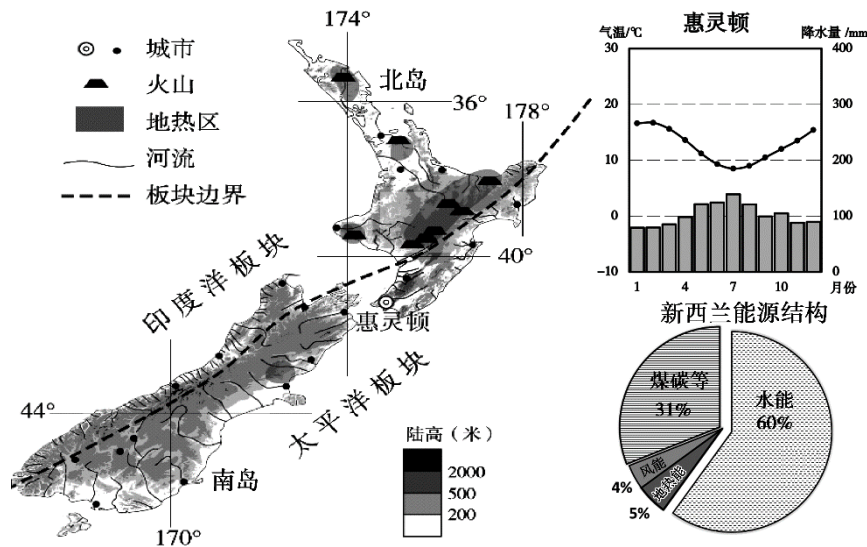 城市
火山
地热区
河流
板块边界
174°
北岛
36°
178°
40°
印度洋板块
惠灵顿
太平洋板块
44°
南岛
170°
陆高（米）
2000
500
200
惠灵顿
气温/℃
降水量/mm
30
20
10
0
-10
400
300
200
100
0
1
4
7
10
月份
新西兰能源结构
煤碳等
31%
水能
60%
风能
4%
地热能
5%